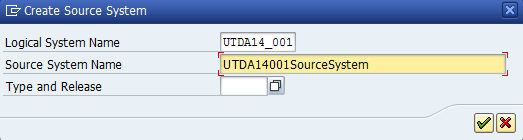 Create Source System
Logical System Name UTDA14_001
Source System Name UTDA14001SourceSystem
Type and Release